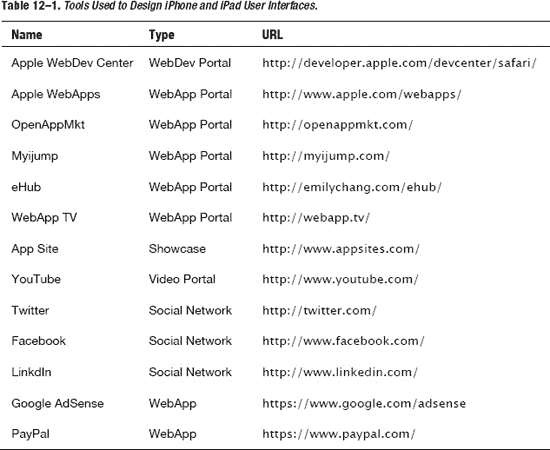 Table 12–1. Tools Used to Design iPhone and iPad User Interfaces.
Name Type URL
Apple WebDev Center WebDev Portal http://developer.apple.com/devcenter/safari/
Apple WebApps WebApp Portal http://www.apple.com/webapps/
OpenAppMkt WebApp Portal http://openappmkt.com/
Myijump WebApp Portal http://myijump.com/
eHub WebApp Portal http://emilychang.com/ehub/
WebApp TV WebApp Portal http://webapp.tv/
App Site Showcase http://www.appsites.com/
YouTube Video Portal http://www.youtube.com/
Twitter Social Network http://twitter.com/
Facebook Social Network http://www.facebook.com/
LinkdIn Social Network http://www.linkedin.com/
Google AdSense WebApp https://www.google.com/adsense
PayPal WebApp https://www.paypal.com/